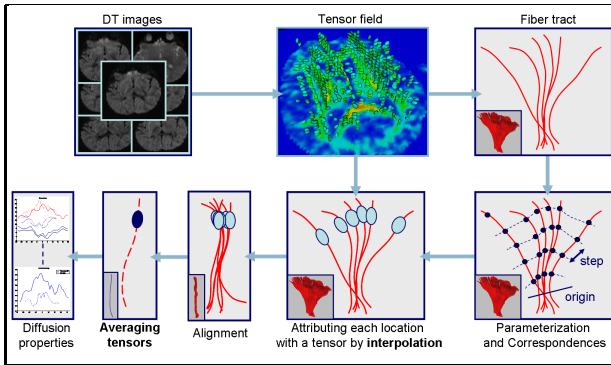 DT images
Tensor field
Fiber tract
step
origin
Diffusion
properties
Averaging
tensors
Alignment
Attributing each location
with a tensor by interpolation
Parameterization
and Correspondences